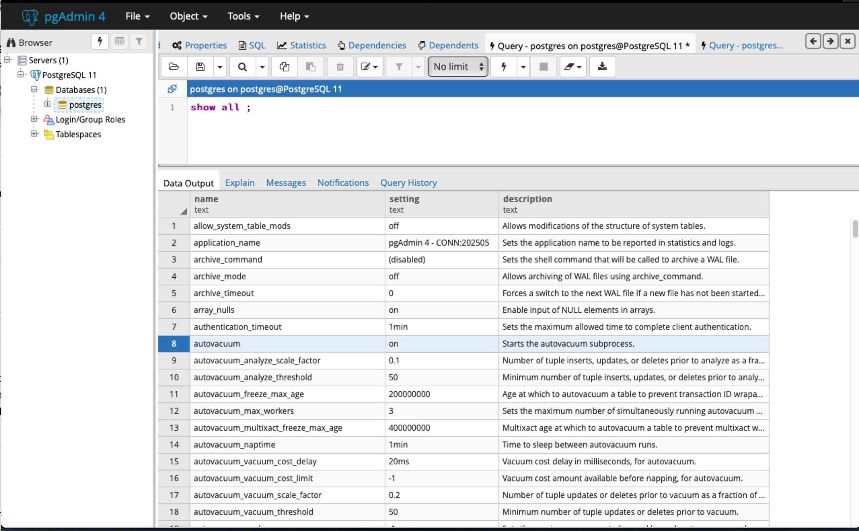 pgAdmin 4 File Object Tools Help
Browser
Properties SQL Statistics Dependencies Dependents Query - postgres on postgres@PostgreSQL 11 * Query - postgres...
Servers (1)
PostgreSQL 11
Databases (1)
postgres
Login/Group Roles
Tablespaces
No limit
postgres on postgres@PostgreSQL 11
1 show all ;
Data Output Explain Messages Notifications Query History
name setting description
text text text
1 allow_system_table_mods off Allows modifications of the structure of system tables.
2 application_name pgAdmin 4 - CONN:202505 Sets the application name to be reported in statistics and logs.
3 archive_command (disabled) Sets the shell command that will be called to archive a WAL file.
4 archive_mode off Allows archiving of WAL files using archive_command.
5 archive_timeout 0 Forces a switch to the next WAL file if a new file has not been started...
6 array_nulls on Enable input of NULL elements in arrays.
7 authentication_timeout 1min Sets the maximum allowed time to complete client authentication.
8 autovacuum on Starts the autovacuum subprocess.
9 autovacuum_analyze_scale_factor 0.1 Number of tuple inserts, updates, or deletes prior to analyze as a fra...
10 autovacuum_analyze_threshold 50 Minimum number of tuple inserts, updates, or deletes prior to analy...
11 autovacuum_freeze_max_age 200000000 Age at which to autovacuum a table to prevent transaction ID wrapa...
12 autovacuum_max_workers 3 Sets the maximum number of simultaneously running autovacuum ...
13 autovacuum_multixact_freeze_max_age 400000000 Multixact age at which to autovacuum a table to prevent multixact w...
14 autovacuum_naptime 1min Time to sleep between autovacuum runs.
15 autovacuum_vacuum_cost_delay 20ms Vacuum cost delay in milliseconds, for autovacuum.
16 autovacuum_vacuum_cost_limit -1 Vacuum cost amount available before napping, for autovacuum.
17 autovacuum_vacuum_scale_factor 0.2 Number of tuple updates or deletes prior to vacuum as a fraction of ...
18 autovacuum_vacuum_threshold 50 Minimum number of tuple updates or deletes prior to vacuum.